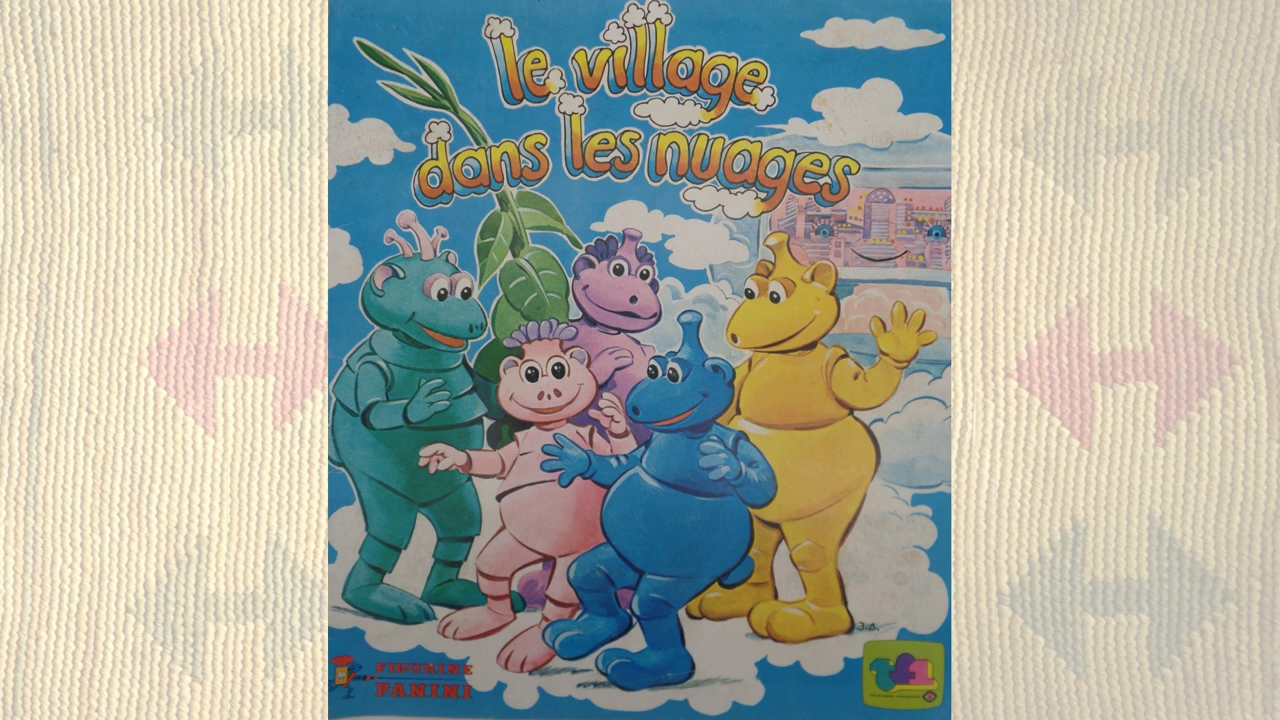 le village
dans les nuages
J.B.
FIGURINE
PANINI
tf1